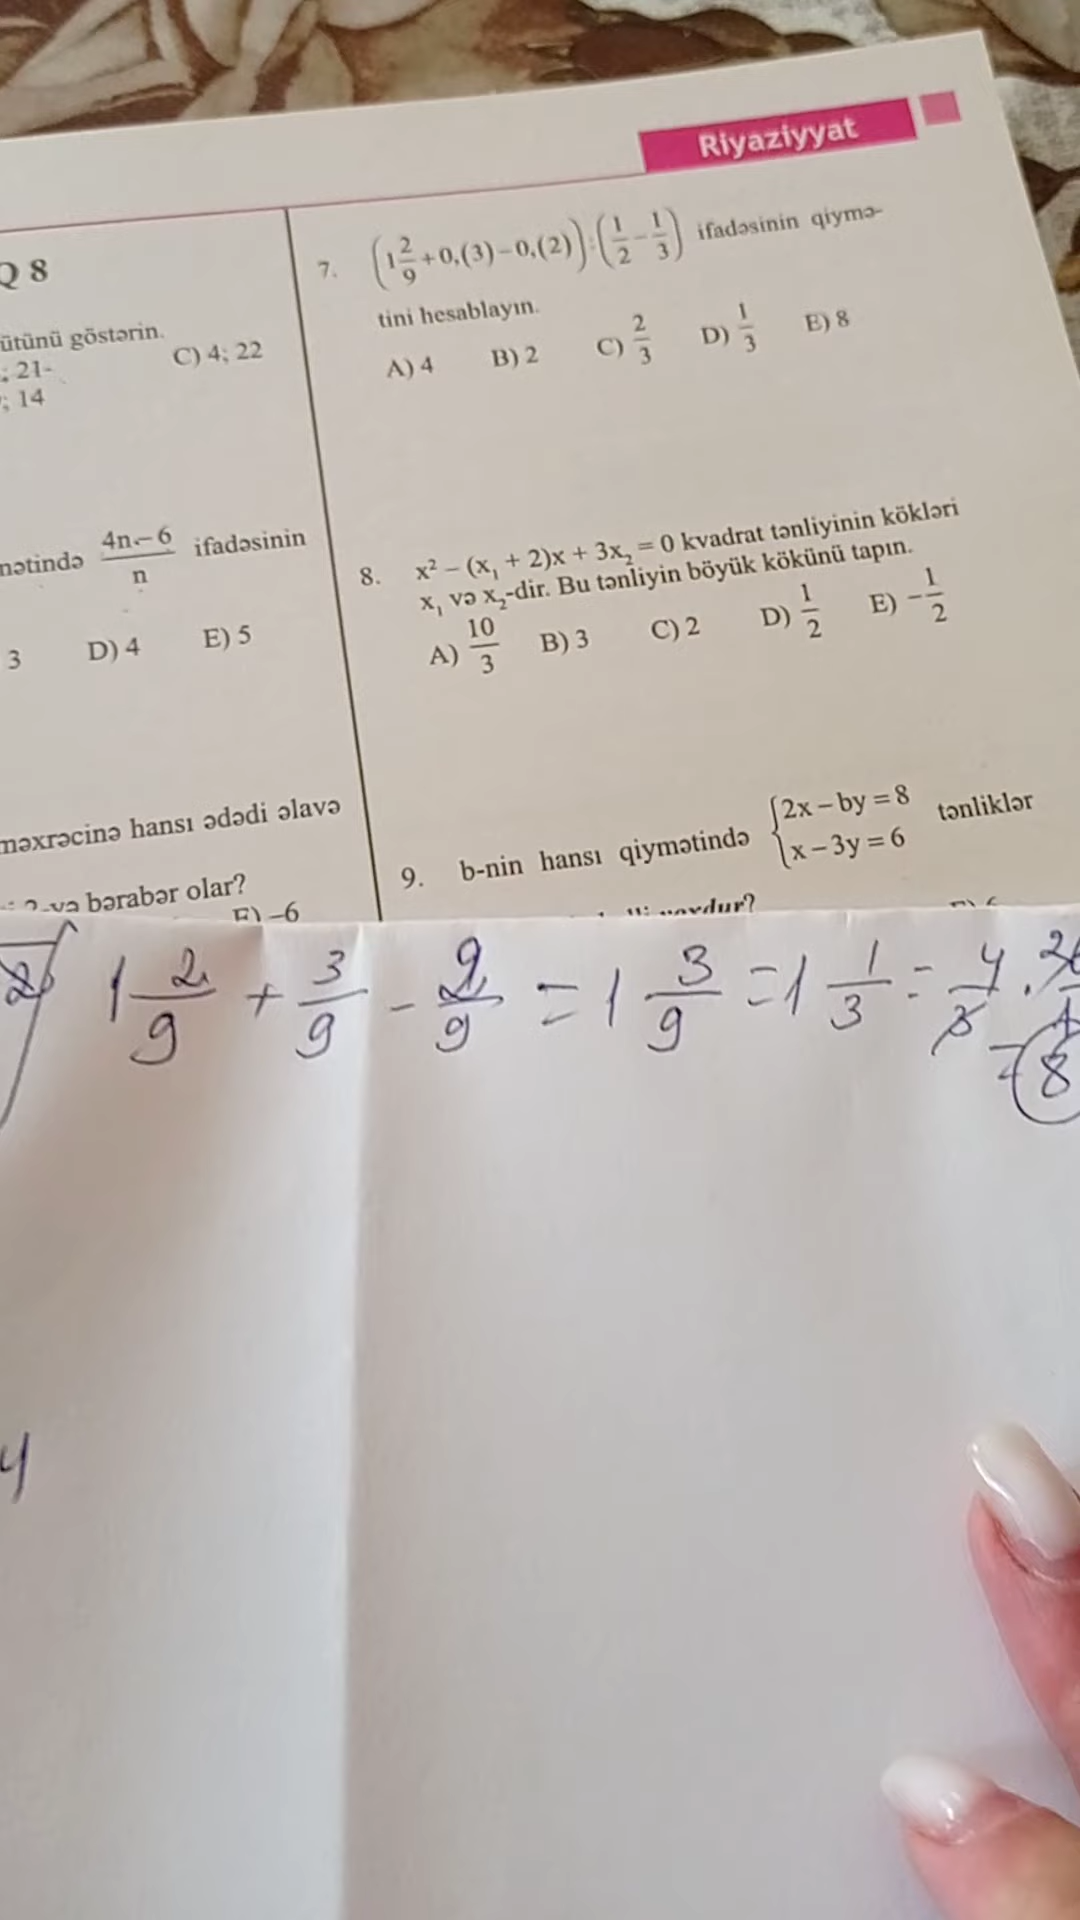 Riyaziyyat
Q 8
ütünü göstərin.
; 21-
C) 4; 22
; 14
4n – 6 / n ifadəsinin
3 D) 4 E) 5
məxrəcinə hansı ədədi əlavə
bərabər olar?
E) –6
7. (1 2/9 + 0,(3) – 0,(2)) : (1/2 – 1/3) ifadəsinin qiymə-
tini hesablayın.
A) 4 B) 2 C) 2/3 D) 1/3 E) 8
8. x² – (x₁ + 2)x + 3x₂ = 0 kvadrat tənliyinin kökləri
x₁ və x₂-dir. Bu tənliyin böyük kökünü tapın.
A) 10/3 B) 3 C) 2 D) 1/2 E) –1/2
9. b-nin hansı qiymətində {2x – by = 8 tənliklər
x – 3y = 6
1 2/9 + 3/9 - 2/9 = 1 3/9 = 1 1/3 = 4/3 ·
= 8
4